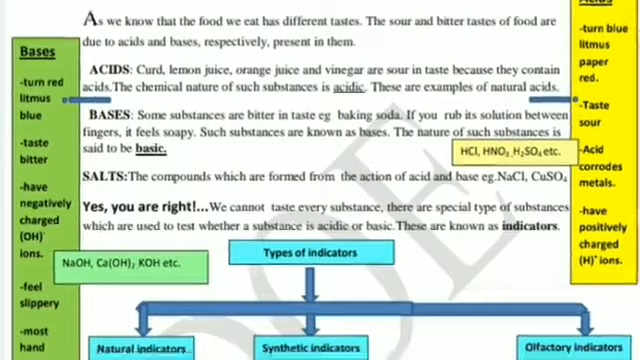 As we know that the food we eat has different tastes. The sour and bitter tastes of food are
due to acids and bases, respectively, present in them.
Bases
-turn red
litmus
blue
-taste
bitter
-have
negatively
charged
(OH)-
ions.
-feel
slippery
-most
hand
ACIDS: Curd, lemon juice, orange juice and vinegar are sour in taste because they contain
acids.The chemical nature of such substances is acidic. These are examples of natural acids.
BASES: Some substances are bitter in taste eg baking soda. If you rub its solution between
fingers, it feels soapy. Such substances are known as bases. The nature of such substances is
said to be basic.
HCl, HNO3 ,H2SO4 etc.
SALTS:The compounds which are formed from the action of acid and base eg.NaCl, CuSO4
Yes, you are right!...We cannot taste every substance, there are special type of substances
which are used to test whether a substance is acidic or basic.These are known as indicators.
NaOH, Ca(OH)2 KOH etc.
Types of indicators
Natural indicators
Synthetic indicators
Olfactory indicators
Acids
-turn blue
litmus
paper
red.
-Taste
sour
-Acid
corrodes
metals.
-have
positively
charged
(H)+ ions.
DOE